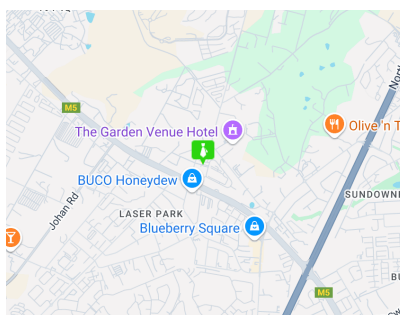 M5
The Garden Venue Hotel
Olive 'n T
BUCO Honeydew
Johan Rd
LASER PARK
SUNDOWNE
Blueberry Square
M5